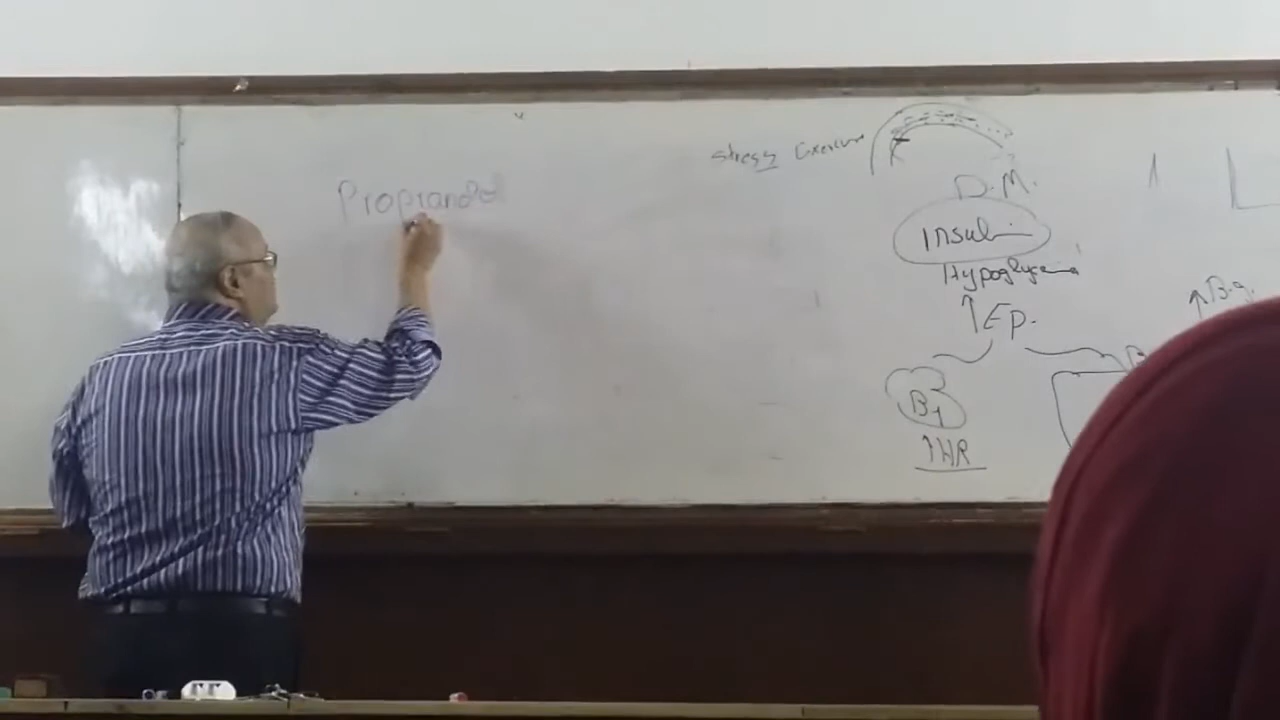 Propranolol
stress Exercise
D.M.
Insulin
Hypoglycemia
↑ Ep.
↑ B.g.
B1
↑HR